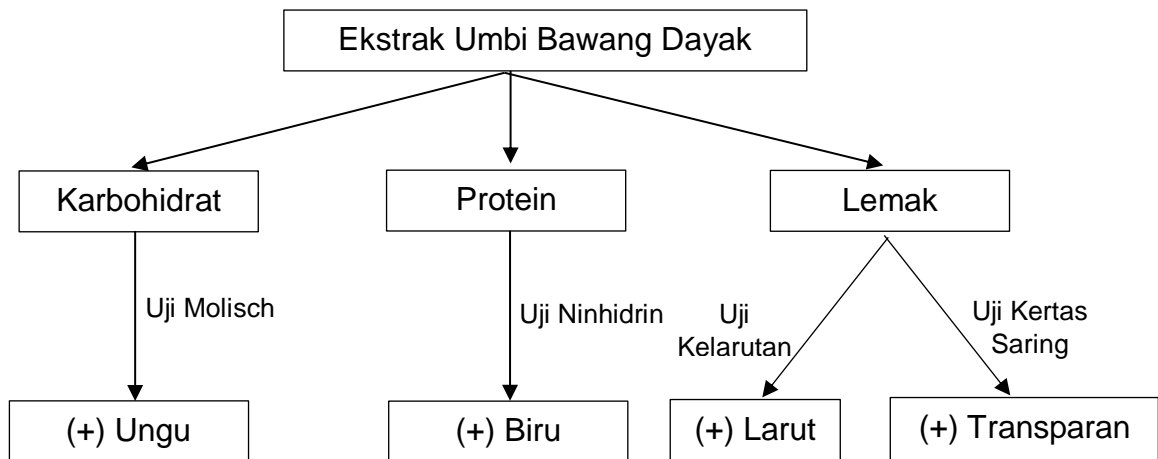 Ekstrak Umbi Bawang Dayak
Karbohidrat
Protein
Lemak
Uji Molisch
Uji Ninhidrin
Uji
Kelarutan
Uji Kertas
Saring
(+) Ungu
(+) Biru
(+) Larut
(+) Transparan